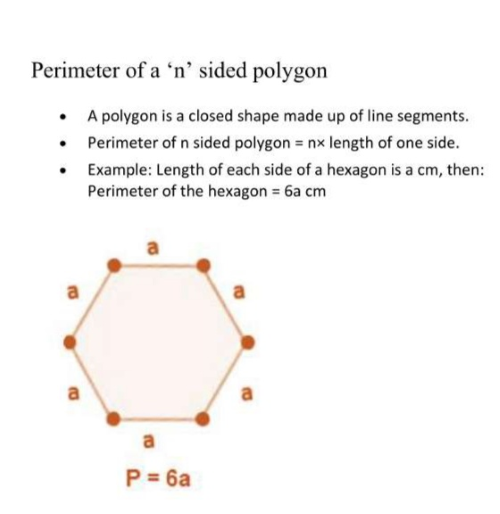 Perimeter of a ‘n’ sided polygon
• A polygon is a closed shape made up of line segments.
• Perimeter of n sided polygon = n× length of one side.
• Example: Length of each side of a hexagon is a cm, then:
Perimeter of the hexagon = 6a cm
a
a
a
a
a
a
P = 6a